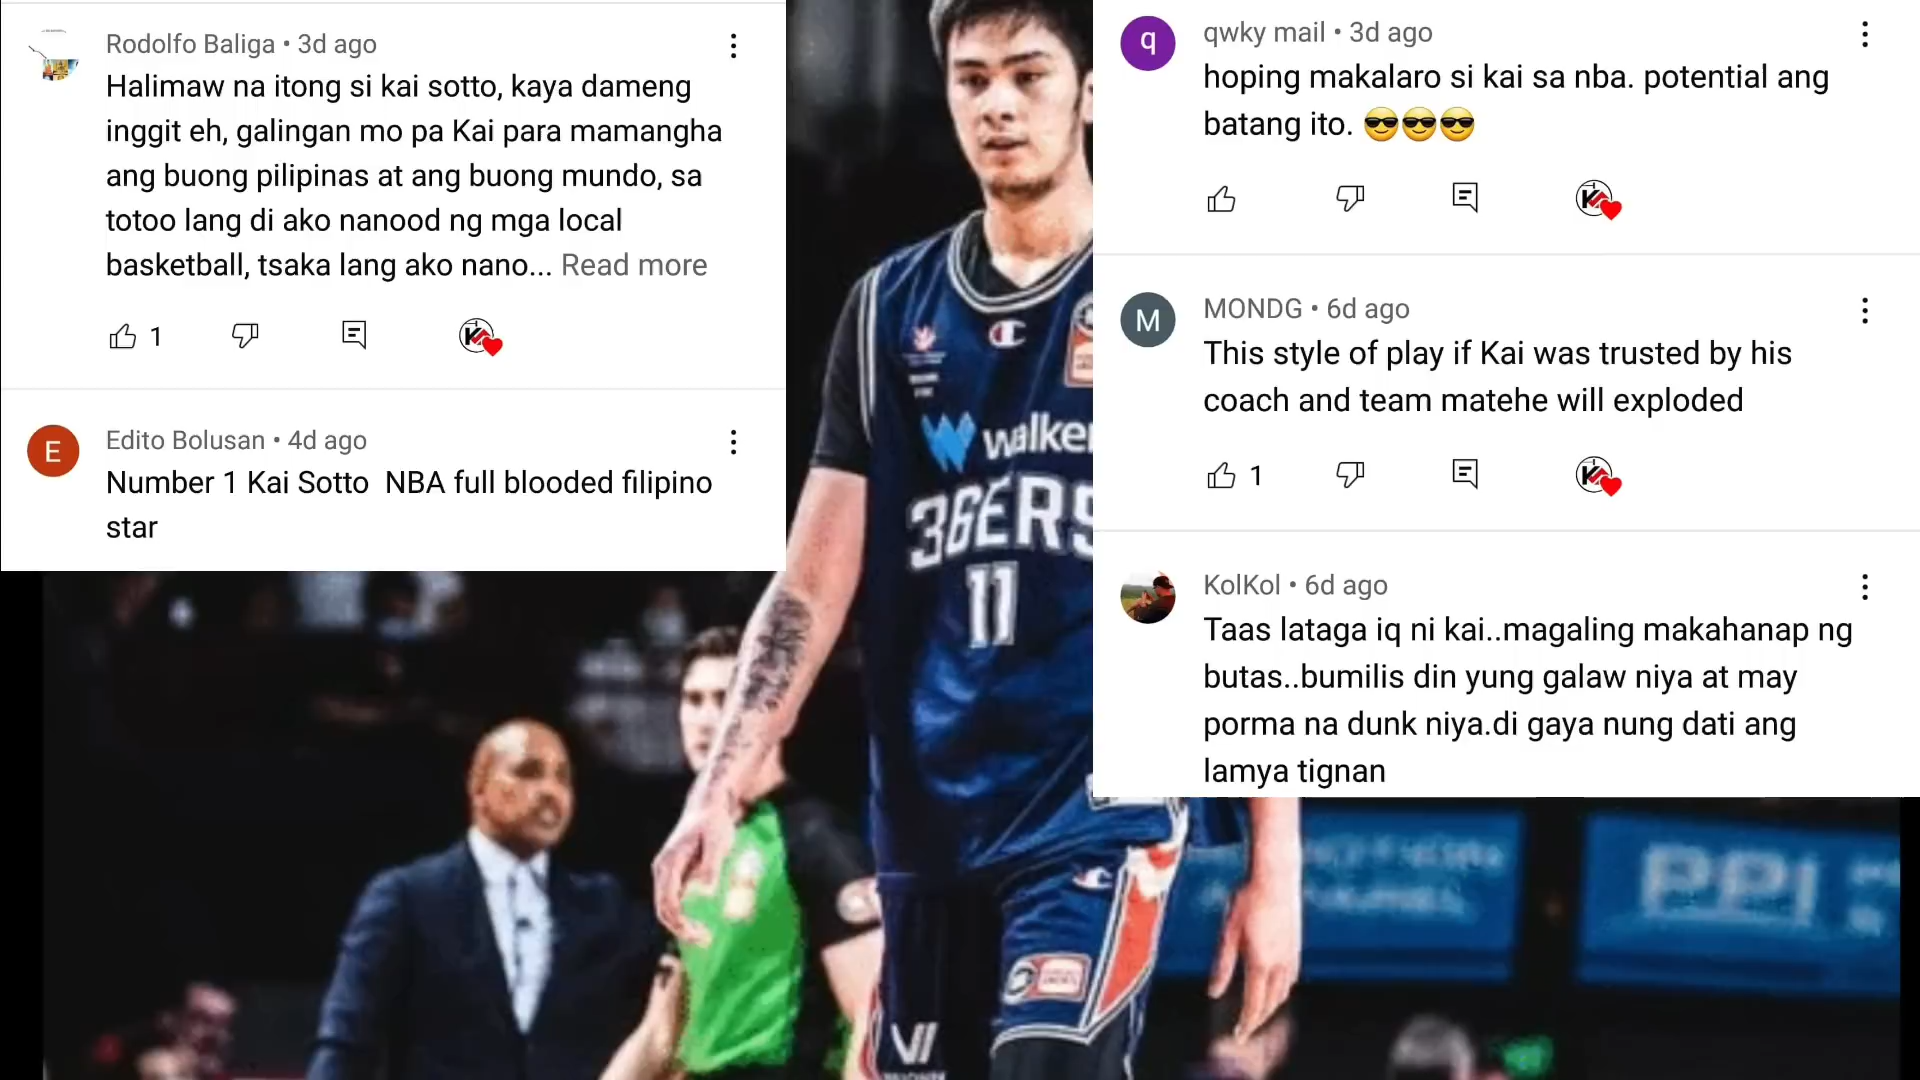 Rodolfo Baliga • 3d ago
Halimaw na itong si kai sotto, kaya dameng
inggit eh, galingan mo pa Kai para mamangha
ang buong pilipinas at ang buong mundo, sa
totoo lang di ako nanood ng mga local
basketball, tsaka lang ako nano... Read more
1
E
Edito Bolusan • 4d ago
Number 1 Kai Sotto NBA full blooded filipino
star
walker
36ERS
11
q
qwky mail • 3d ago
hoping makalaro si kai sa nba. potential ang
batang ito. 😎😎😎
M
MONDG • 6d ago
This style of play if Kai was trusted by his
coach and team matehe will exploded
1
KolKol • 6d ago
Taas lataga iq ni kai..magaling makahanap ng
butas..bumilis din yung galaw niya at may
porma na dunk niya.di gaya nung dati ang
lamya tignan
PPI